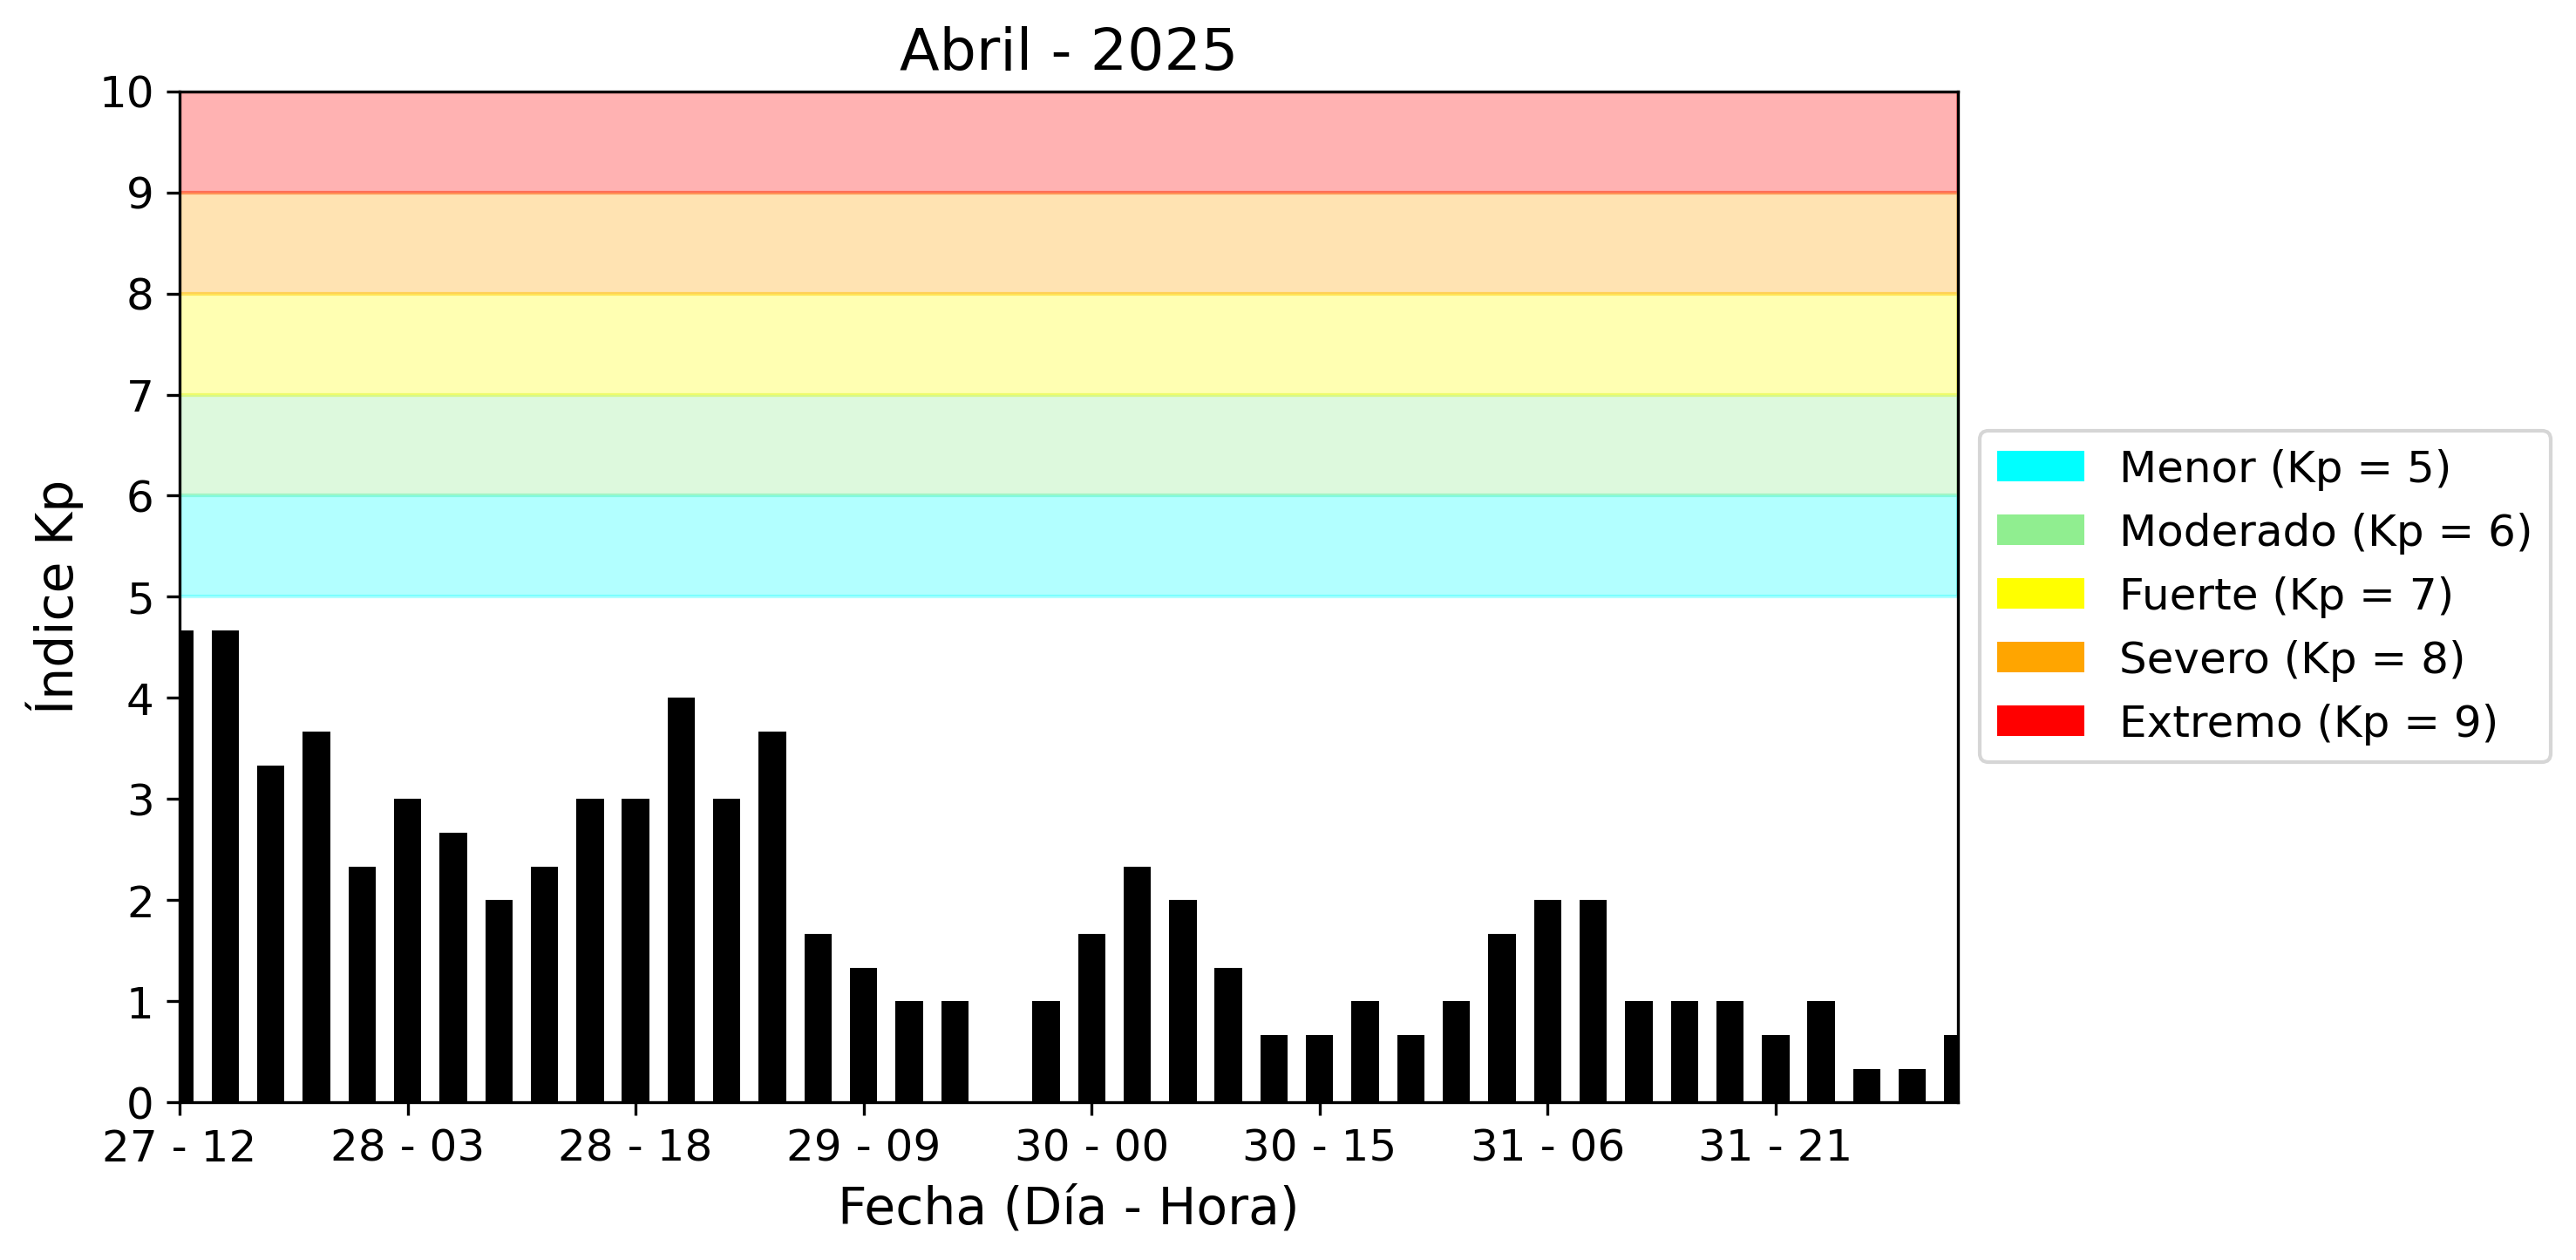 Abril - 2025
10
9
8
7
6
5
4
3
2
1
0
Índice Kp
27 - 12 28 - 03 28 - 18 29 - 09 30 - 00 30 - 15 31 - 06 31 - 21
Fecha (Día - Hora)
Menor (Kp = 5)
Moderado (Kp = 6)
Fuerte (Kp = 7)
Severo (Kp = 8)
Extremo (Kp = 9)